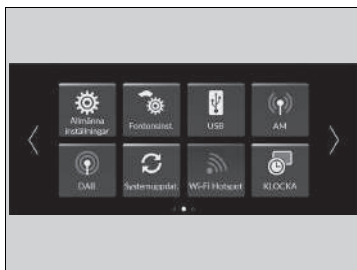 Allmänna
inställningar
Fordonsinst.
USB
AM
DAB
Systemuppdat.
Wi-Fi Hotspot
KLOCKA